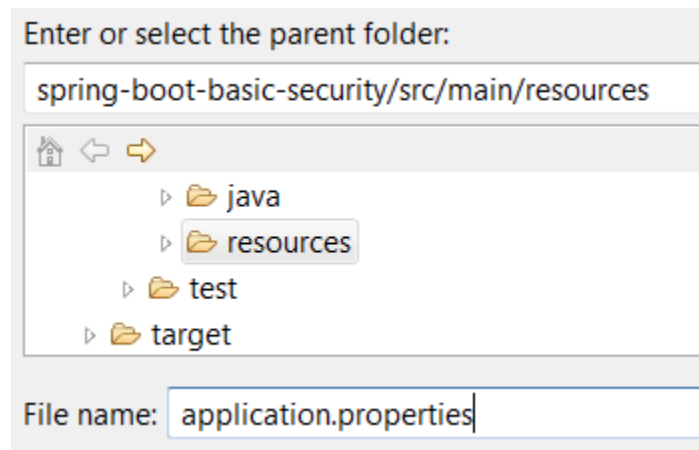 Enter or select the parent folder:
spring-boot-basic-security/src/main/resources
java
resources
test
target
File name: application.properties